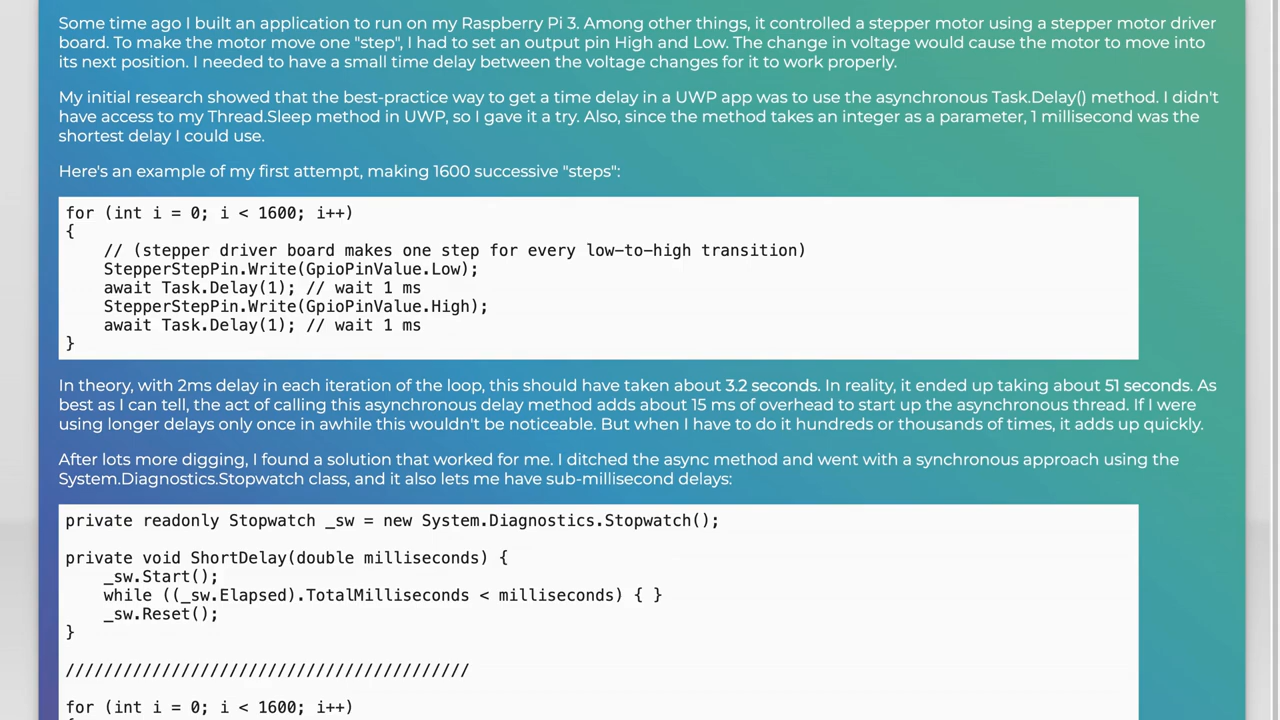 Some time ago I built an application to run on my Raspberry Pi 3. Among other things, it controlled a stepper motor using a stepper motor driver
board. To make the motor move one "step", I had to set an output pin High and Low. The change in voltage would cause the motor to move into
its next position. I needed to have a small time delay between the voltage changes for it to work properly.
My initial research showed that the best-practice way to get a time delay in a UWP app was to use the asynchronous Task.Delay() method. I didn't
have access to my Thread.Sleep method in UWP, so I gave it a try. Also, since the method takes an integer as a parameter, 1 millisecond was the
shortest delay I could use.
Here's an example of my first attempt, making 1600 successive "steps":
for (int i = 0; i < 1600; i++)
{
    // (stepper driver board makes one step for every low-to-high transition)
    StepperStepPin.Write(GpioPinValue.Low);
    await Task.Delay(1); // wait 1 ms
    StepperStepPin.Write(GpioPinValue.High);
    await Task.Delay(1); // wait 1 ms
}
In theory, with 2ms delay in each iteration of the loop, this should have taken about 3.2 seconds. In reality, it ended up taking about 51 seconds. As
best as I can tell, the act of calling this asynchronous delay method adds about 15 ms of overhead to start up the asynchronous thread. If I were
using longer delays only once in awhile this wouldn't be noticeable. But when I have to do it hundreds or thousands of times, it adds up quickly.
After lots more digging, I found a solution that worked for me. I ditched the async method and went with a synchronous approach using the
System.Diagnostics.Stopwatch class, and it also lets me have sub-millisecond delays:
private readonly Stopwatch _sw = new System.Diagnostics.Stopwatch();
private void ShortDelay(double milliseconds) {
    _sw.Start();
    while ((_sw.Elapsed).TotalMilliseconds < milliseconds) { }
    _sw.Reset();
}
//////////////////////////////////////////
for (int i = 0; i < 1600; i++)